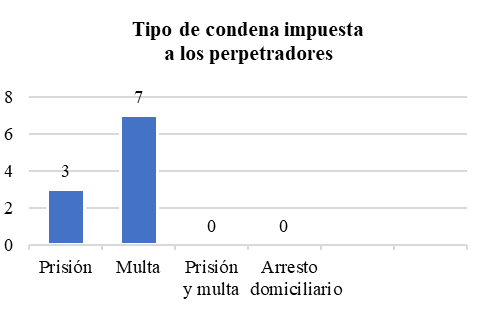 Tipo de condena impuesta
a los perpetradores
8
6
4
2
0
3
7
0
0
Prisión
Multa
Prisión
y multa
Arresto
domiciliario